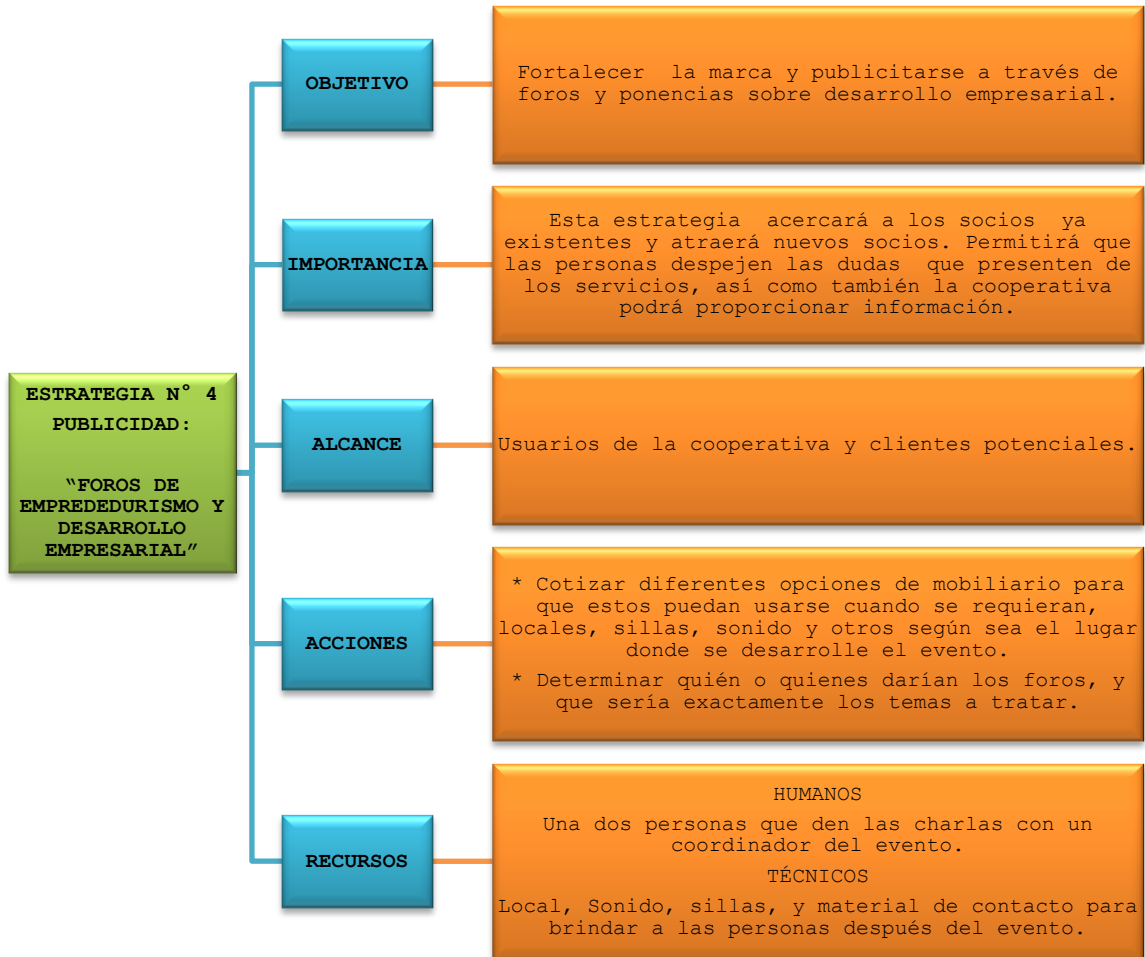 ESTRATEGIA N° 4
PUBLICIDAD:
“FOROS DE
EMPREDEDURISMO Y
DESARROLLO
EMPRESARIAL”
OBJETIVO
Fortalecer la marca y publicitarse a través de
foros y ponencias sobre desarrollo empresarial.
IMPORTANCIA
Esta estrategia acercará a los socios ya
existentes y atraerá nuevos socios. Permitirá que
las personas despejen las dudas que presenten de
los servicios, así como también la cooperativa
podrá proporcionar información.
ALCANCE
Usuarios de la cooperativa y clientes potenciales.
ACCIONES
* Cotizar diferentes opciones de mobiliario para
que estos puedan usarse cuando se requieran,
locales, sillas, sonido y otros según sea el lugar
donde se desarrolle el evento.
* Determinar quién o quienes darían los foros, y
que sería exactamente los temas a tratar.
RECURSOS
HUMANOS
Una dos personas que den las charlas con un
coordinador del evento.
TÉCNICOS
Local, Sonido, sillas, y material de contacto para
brindar a las personas después del evento.